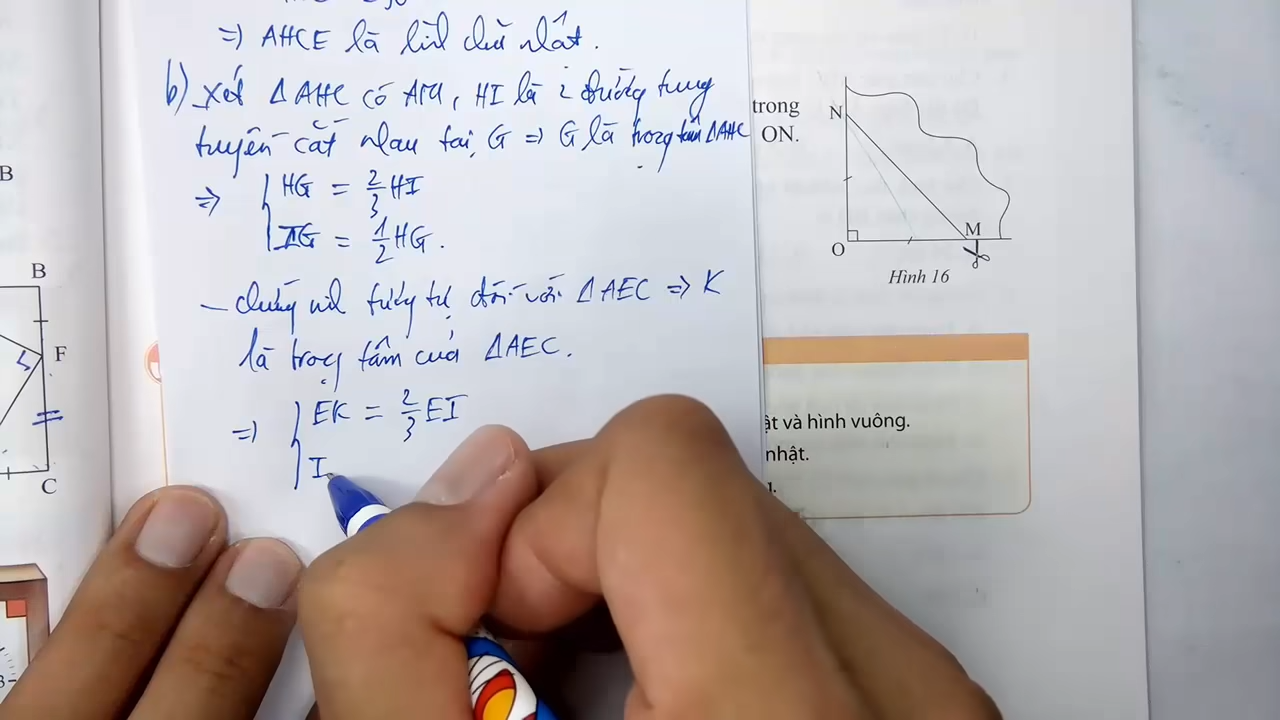 =) AHCE là hình chữ nhật.
b) Xét ΔAHC có AM, HI là 2 đường trung
tuyến cắt nhau tại G => G là trọng tâm ΔAHC
=> { HG = 2/3 HI
IG = 1/2 HG.
- chứng minh tương tự đối với ΔAEC => K
là trọng tâm của ΔAEC.
=) { EK = 2/3 EI
I
trong
ON.
N
O
M
Hình 16
ật và hình vuông.
nhật.
B
B
F
C